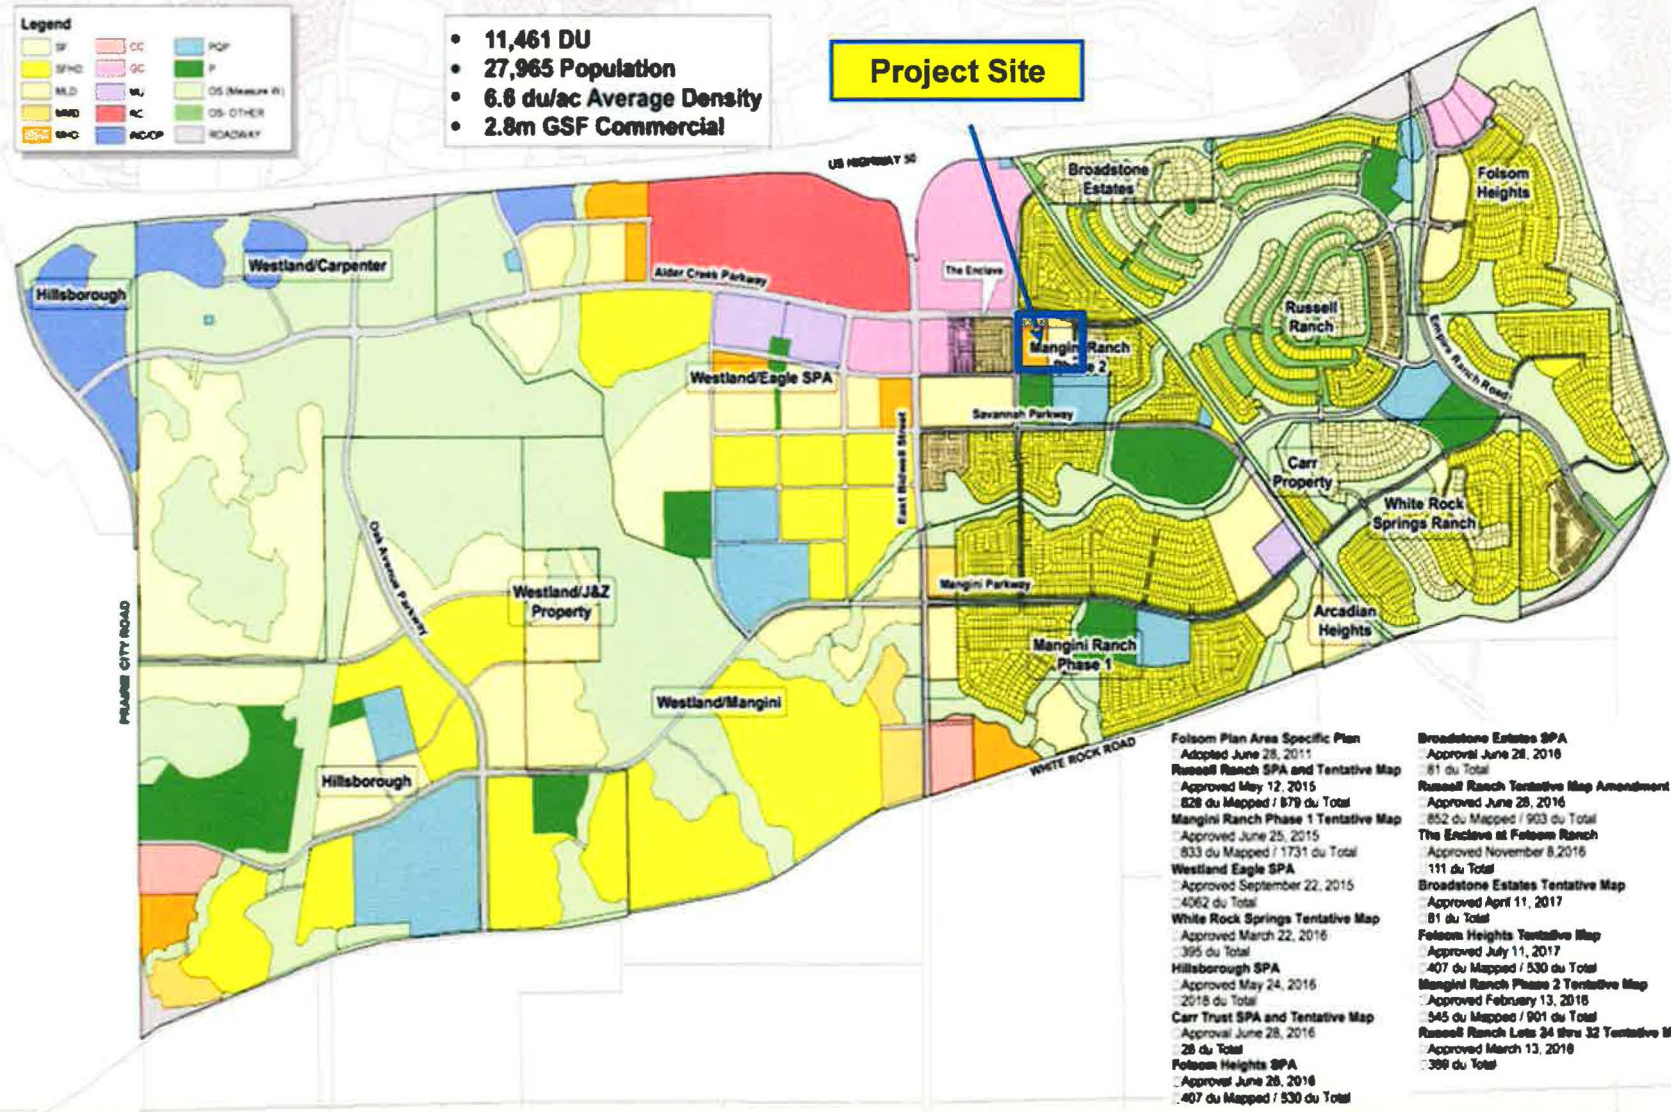 Legend
SF
SFHD
MLD
MMD
MHD
CC
GC
MU
RC
IND/OP
PQP
P
OS (Measure W)
OS- OTHER
ROADWAY
• 11,461 DU
• 27,965 Population
• 6.6 du/ac Average Density
• 2.8m GSF Commercial
Project Site
US HIGHWAY 50
Broadstone
Estates
Folsom
Heights
Westland/Carpenter
Hillsborough
Alder Creek Parkway
The Enclave
Russell
Ranch
Mangini Ranch
Phase 2
Empire Ranch Road
Westland/Eagle SPA
Savannah Parkway
East Bidwell Street
Carr
Property
White Rock
Springs Ranch
Oak Avenue Parkway
Westland/J&Z
Property
Mangini Parkway
Arcadian
Heights
PRAIRIE CITY ROAD
Mangini Ranch
Phase 1
Westland/Mangini
Hillsborough
WHITE ROCK ROAD
Folsom Plan Area Specific Plan
Adopted June 28, 2011
Russell Ranch SPA and Tentative Map
Approved May 12, 2015
828 du Mapped / 879 du Total
Mangini Ranch Phase 1 Tentative Map
Approved June 25, 2015
833 du Mapped / 1731 du Total
Westland Eagle SPA
Approved September 22, 2015
4062 du Total
White Rock Springs Tentative Map
Approved March 22, 2016
395 du Total
Hillsborough SPA
Approved May 24, 2016
2018 du Total
Carr Trust SPA and Tentative Map
Approval June 28, 2016
28 du Total
Folsom Heights SPA
Approval June 28, 2016
407 du Mapped / 530 du Total
Broadstone Estates SPA
Approval June 28, 2016
81 du Total
Russell Ranch Tentative Map Amendment
Approved June 28, 2016
852 du Mapped / 903 du Total
The Enclave at Folsom Ranch
Approved November 8,2016
111 du Total
Broadstone Estates Tentative Map
Approved April 11, 2017
81 du Total
Folsom Heights Tentative Map
Approved July 11, 2017
407 du Mapped / 530 du Total
Mangini Ranch Phase 2 Tentative Map
Approved February 13, 2018
545 du Mapped / 901 du Total
Russell Ranch Lots 24 thru 32 Tentative M
Approved March 13, 2018
389 du Total